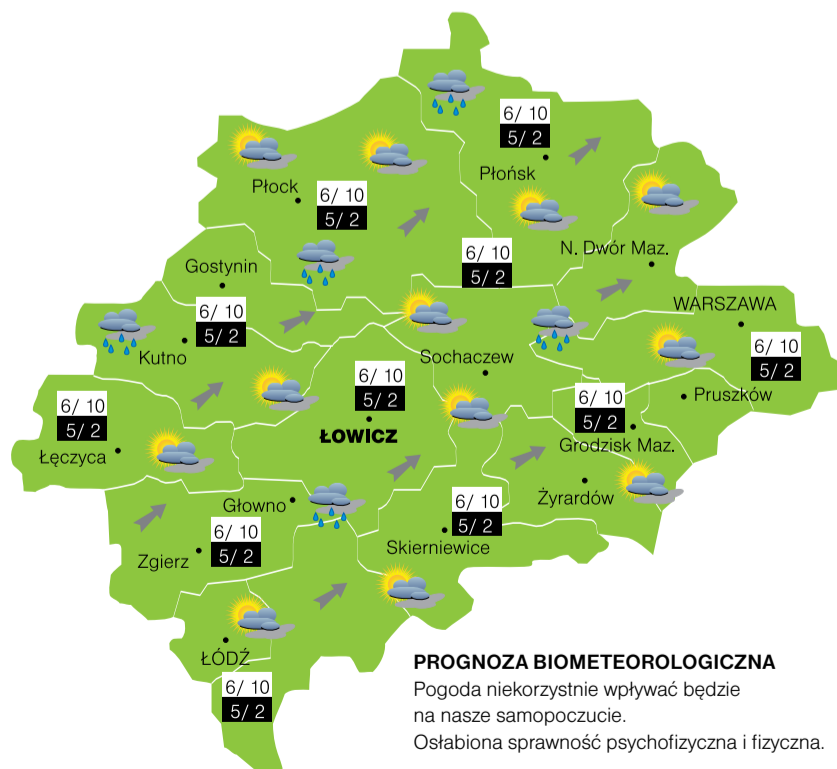 6/ 10
5/ 2
Płońsk
Płock
6/ 10
5/ 2
N. Dwór Maz.
6/ 10
5/ 2
Gostynin
WARSZAWA
6/ 10
5/ 2
Kutno
6/ 10
5/ 2
Sochaczew
6/ 10
5/ 2
ŁOWICZ
Pruszków
6/ 10
5/ 2
Grodzisk Maz.
6/ 10
5/ 2
Łęczyca
Głowno
Żyrardów
6/ 10
5/ 2
Skierniewice
6/ 10
5/ 2
Zgierz
ŁÓDŹ
6/ 10
5/ 2
PROGNOZA BIOMETEOROLOGICZNA
Pogoda niekorzystnie wpływać będzie
na nasze samopoczucie.
Osłabiona sprawność psychofizyczna i fizyczna.